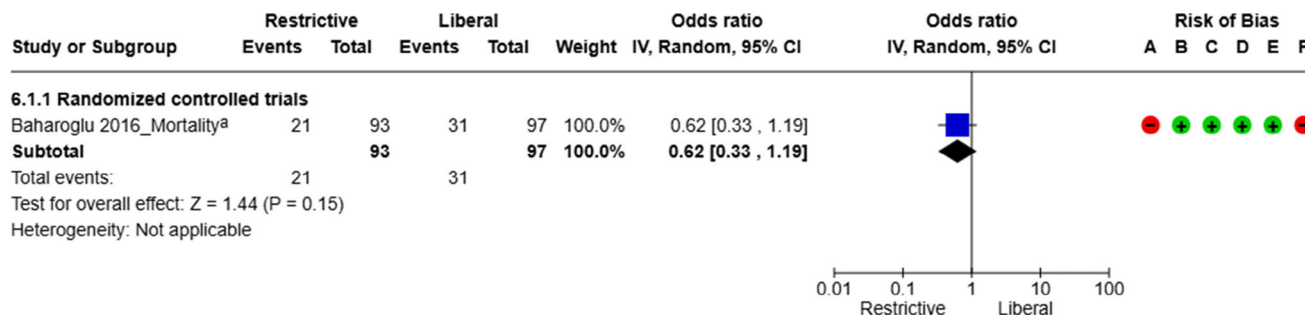 Restrictive Liberal Odds ratio Odds ratio Risk of Bias
Study or Subgroup Events Total Events Total Weight IV, Random, 95% CI IV, Random, 95% CI A B C D E F
6.1.1 Randomized controlled trials
Baharoglu 2016_Mortalityᵃ 21 93 31 97 100.0% 0.62 [0.33 , 1.19] - + + + + -
Subtotal 93 97 100.0% 0.62 [0.33 , 1.19]
Total events: 21 31
Test for overall effect: Z = 1.44 (P = 0.15)
Heterogeneity: Not applicable
0.01 0.1 1 10 100
Restrictive Liberal